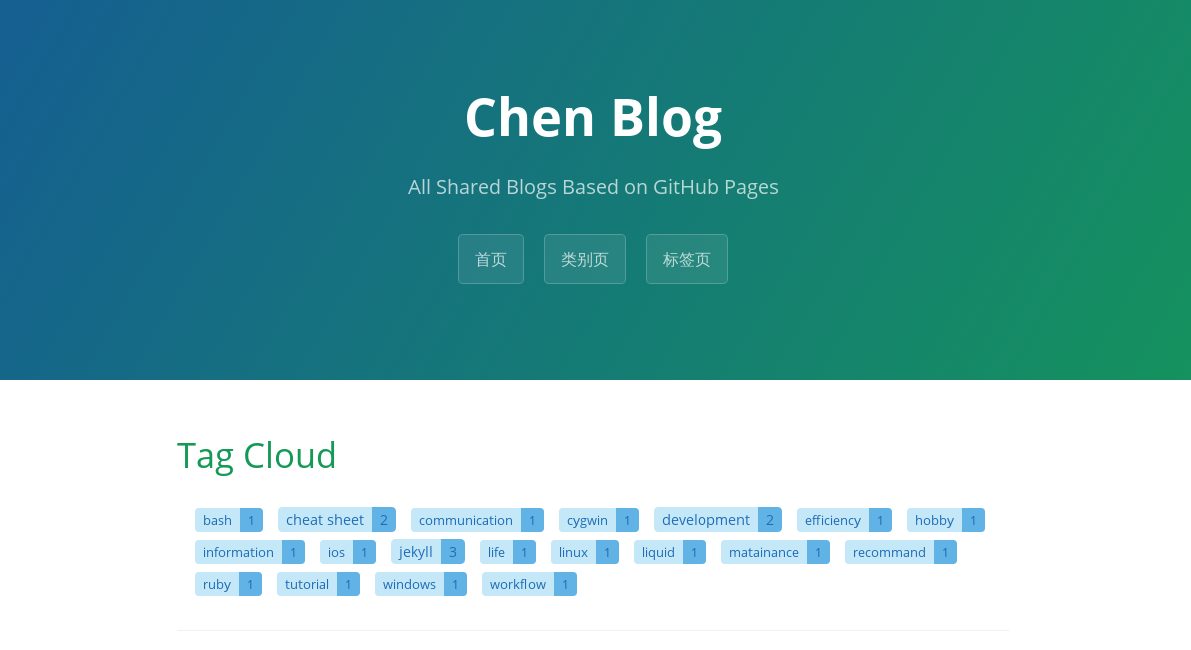 Chen Blog
All Shared Blogs Based on GitHub Pages
首页 类别页 标签页
Tag Cloud
bash 1 cheat sheet 2 communication 1 cygwin 1 development 2 efficiency 1 hobby 1
information 1 ios 1 jekyll 3 life 1 linux 1 liquid 1 matainance 1 recommand 1
ruby 1 tutorial 1 windows 1 workflow 1